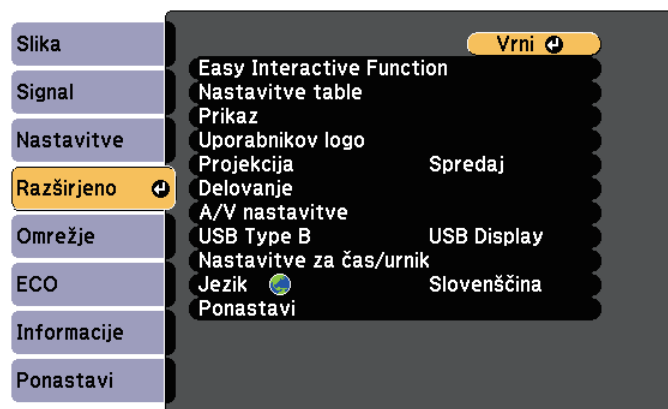 Slika
Signal
Nastavitve
Razširjeno
Omrežje
ECO
Informacije
Ponastavi
Vrni
Easy Interactive Function
Nastavitve table
Prikaz
Uporabnikov logo
Projekcija Spredaj
Delovanje
A/V nastavitve
USB Type B USB Display
Nastavitve za čas/urnik
Jezik Slovenščina
Ponastavi